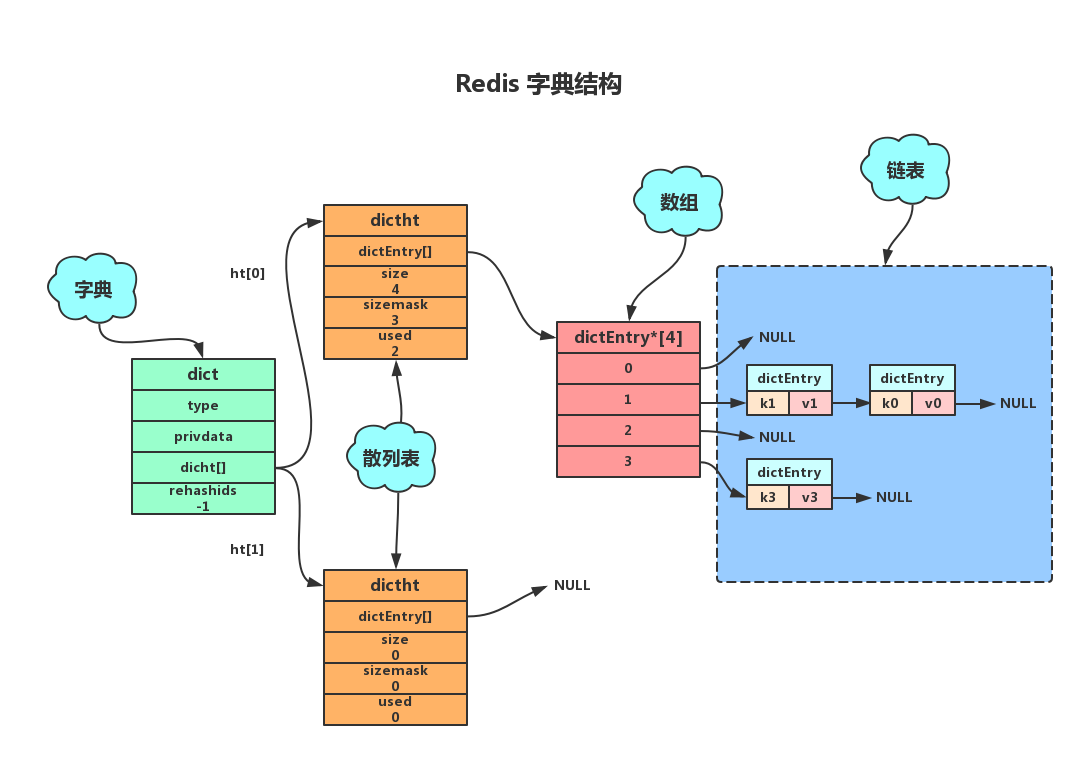 Redis 字典结构
链表
数组
字典
散列表
dict
type
privdata
dicht[]
rehashids
-1
ht[0]
ht[1]
dictht
dictEntry[]
size
4
sizemask
3
used
2
dictht
dictEntry[]
size
0
sizemask
0
used
0
NULL
dictEntry*[4]
0
1
2
3
NULL
dictEntry
k1 v1
dictEntry
k0 v0
NULL
NULL
dictEntry
k3 v3
NULL